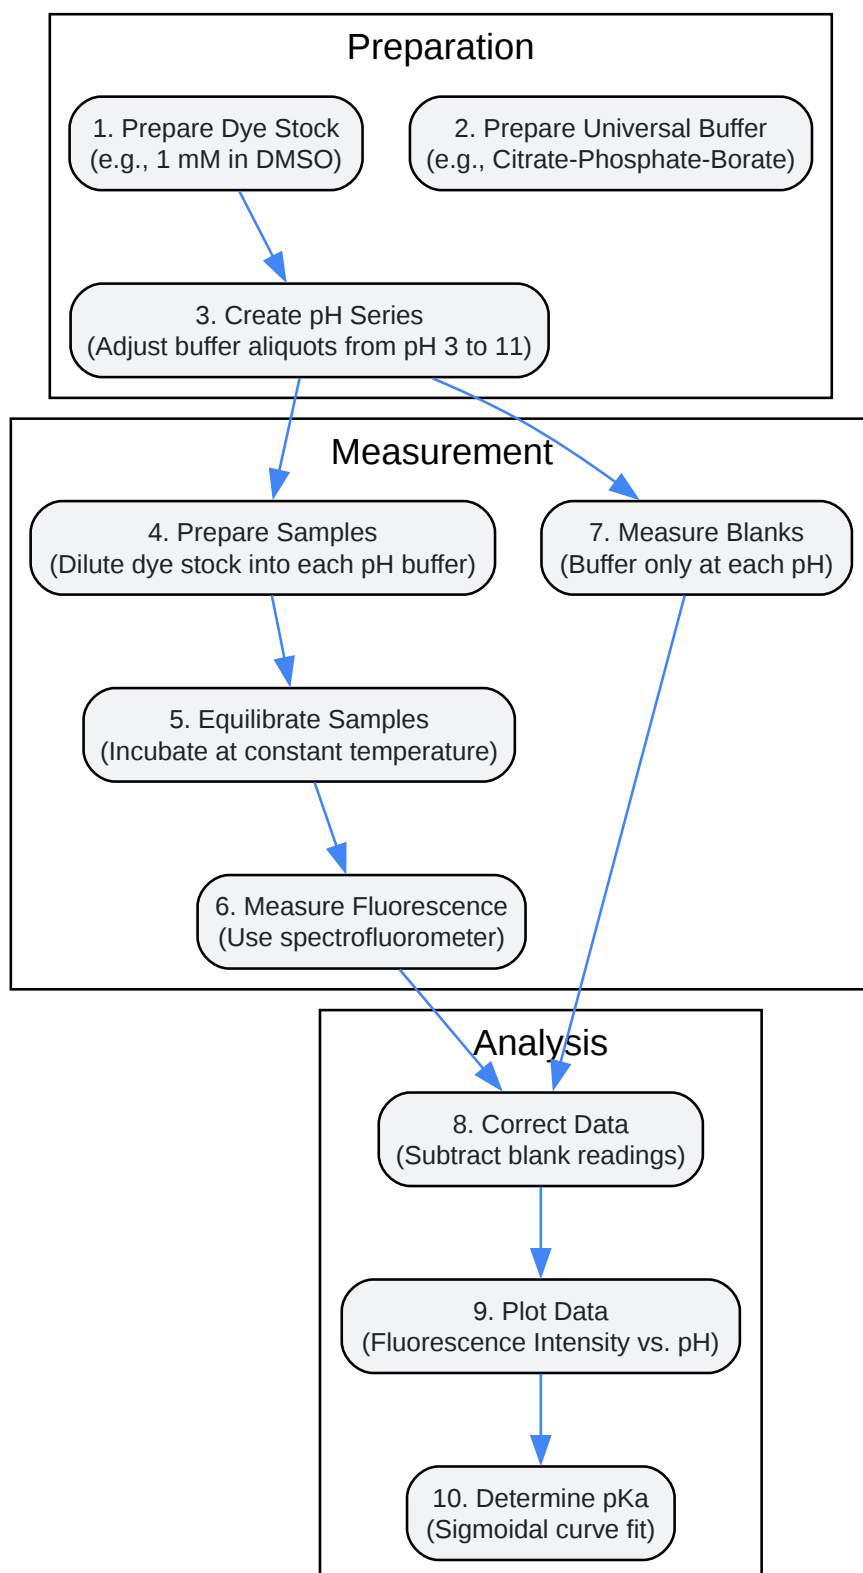 Preparation
1. Prepare Dye Stock
(e.g., 1 mM in DMSO)
2. Prepare Universal Buffer
(e.g., Citrate-Phosphate-Borate)
3. Create pH Series
(Adjust buffer aliquots from pH 3 to 11)
Measurement
4. Prepare Samples
(Dilute dye stock into each pH buffer)
7. Measure Blanks
(Buffer only at each pH)
5. Equilibrate Samples
(Incubate at constant temperature)
6. Measure Fluorescence
(Use spectrofluorometer)
Analysis
8. Correct Data
(Subtract blank readings)
9. Plot Data
(Fluorescence Intensity vs. pH)
10. Determine pKa
(Sigmoidal curve fit)